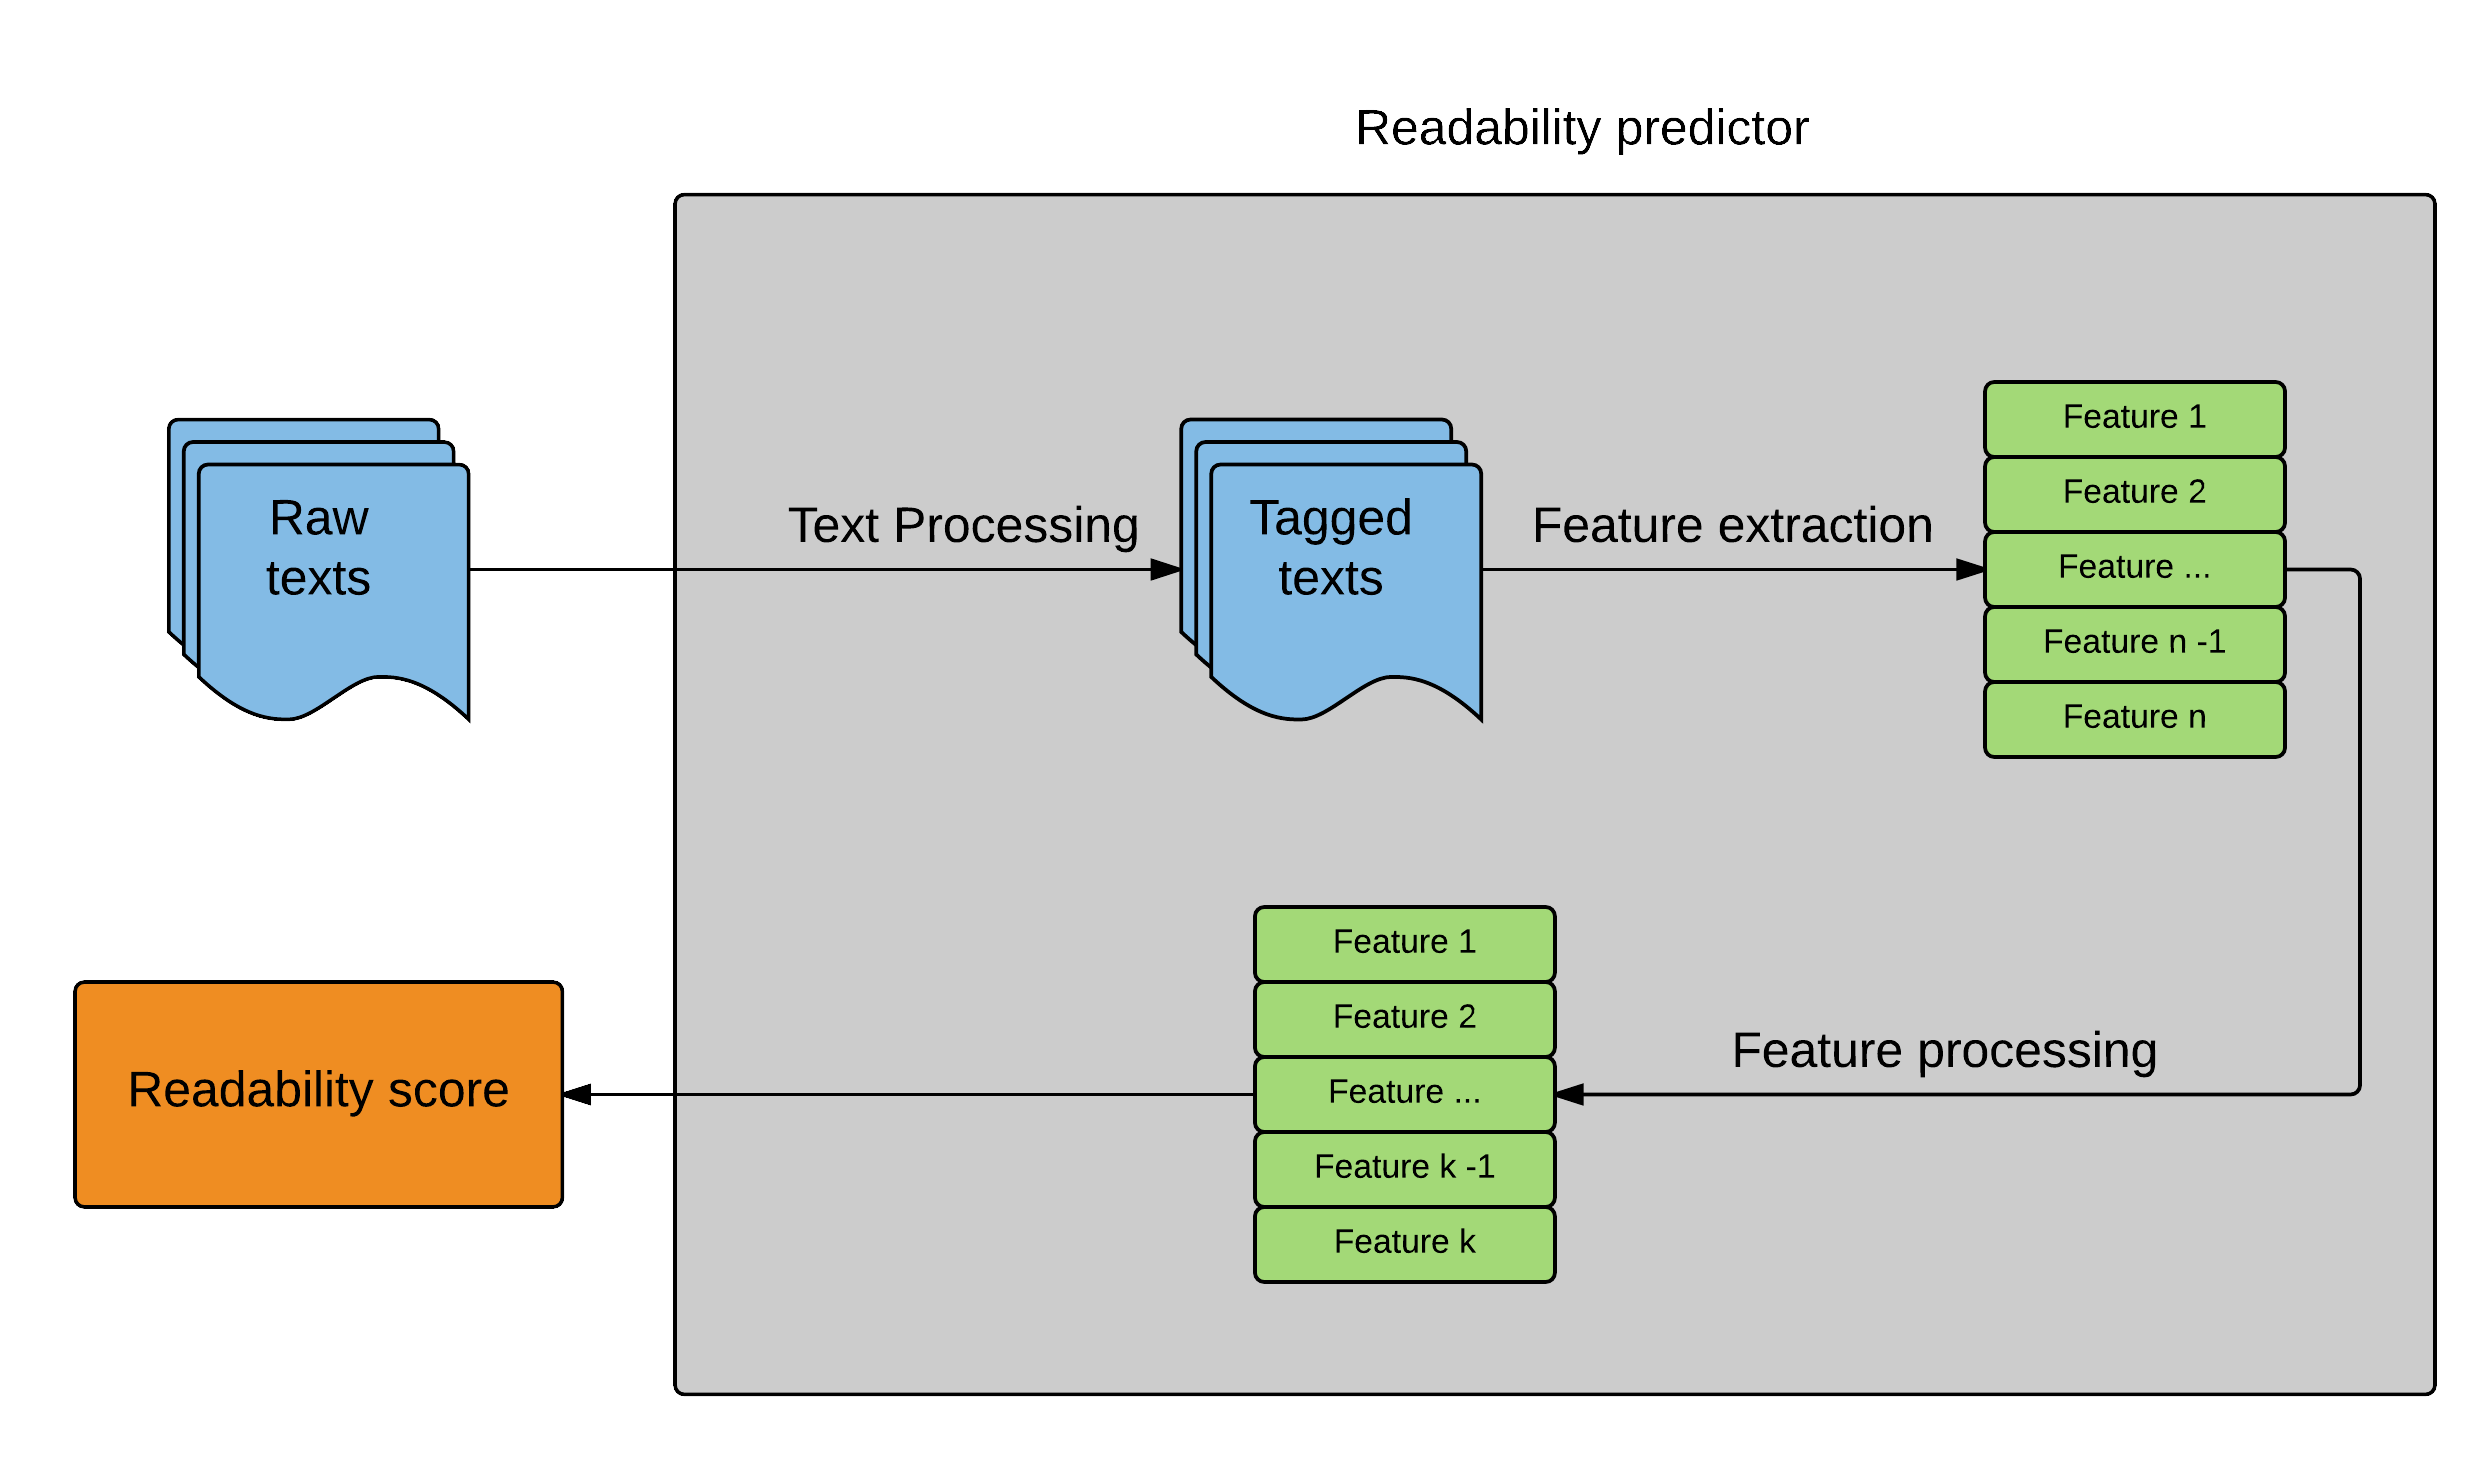 Readability predictor
Raw
texts
Text Processing
Tagged
texts
Feature extraction
Feature 1
Feature 2
Feature ...
Feature n -1
Feature n
Feature processing
Feature 1
Feature 2
Feature ...
Feature k -1
Feature k
Readability score